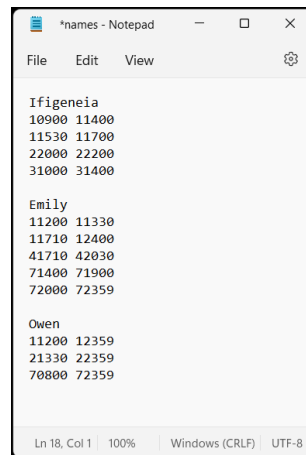 *names - Notepad
File Edit View
Ifigeneia
10900 11400
11530 11700
22000 22200
31000 31400
Emily
11200 11330
11710 12400
41710 42030
71400 71900
72000 72359
Owen
11200 12359
21330 22359
70800 72359
Ln 18, Col 1 100% Windows (CRLF) UTF-8